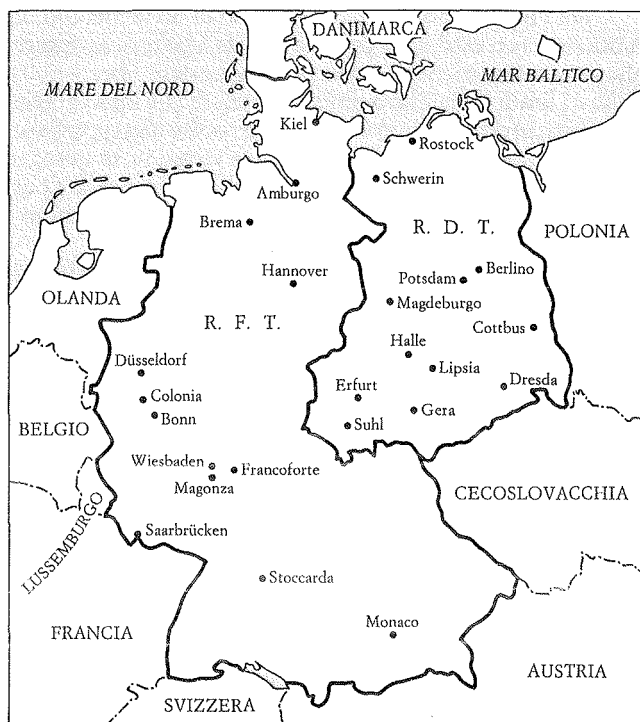 DANIMARCA
MARE DEL NORD
MAR BALTICO
Kiel
Rostock
Schwerin
Amburgo
Brema
R. D. T.
POLONIA
Hannover
Berlino
Potsdam
OLANDA
Magdeburgo
R. F. T.
Cottbus
Halle
Düsseldorf
Lipsia
Dresda
Erfurt
Colonia
Gera
Bonn
Suhl
BELGIO
Wiesbaden
Francoforte
Magonza
CECOSLOVACCHIA
LUSSEMBURGO
Saarbrücken
Stoccarda
Monaco
FRANCIA
AUSTRIA
SVIZZERA